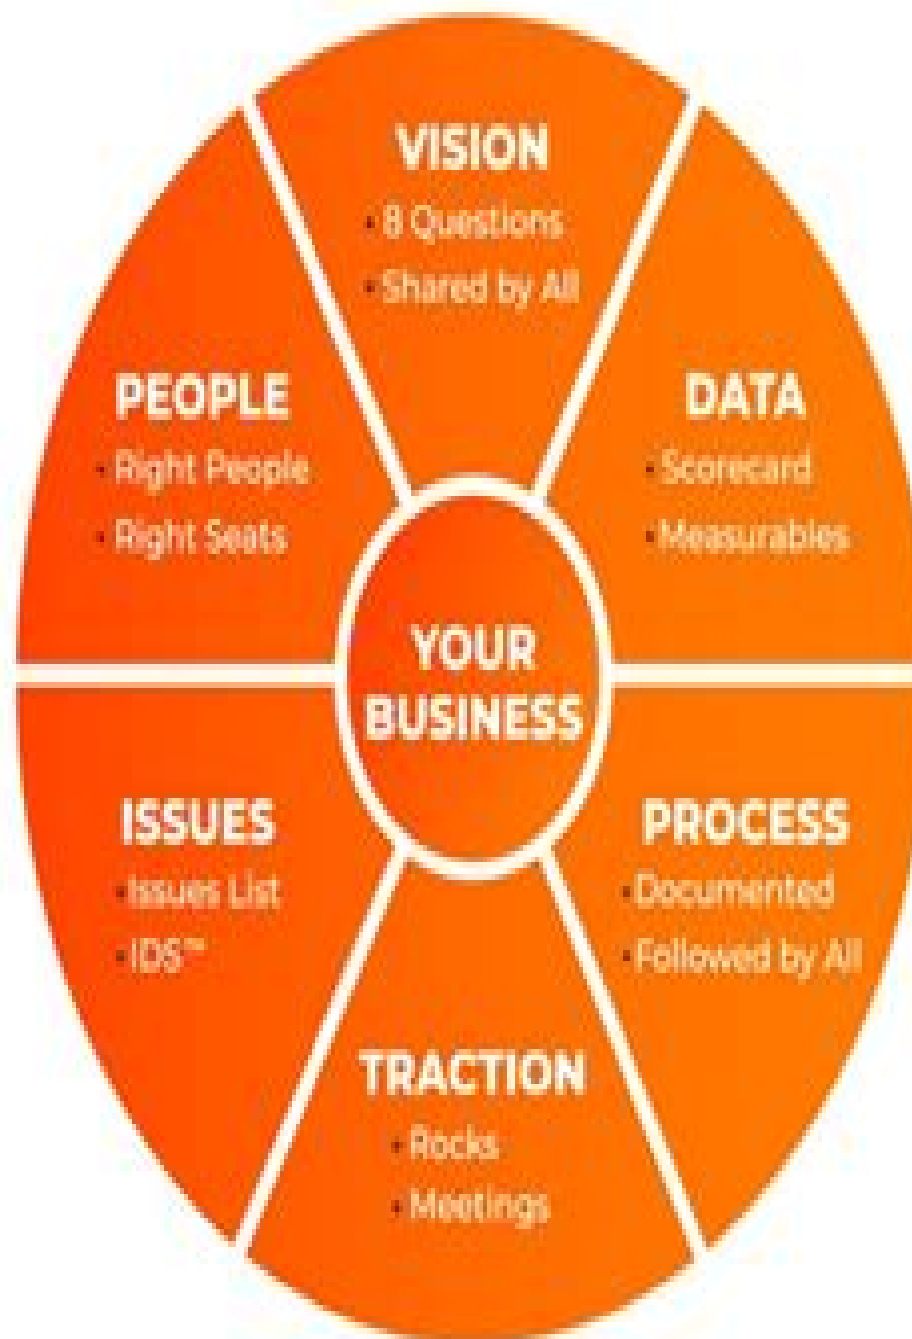 VISION
• 8 Questions
• Shared by All
PEOPLE
• Right People
• Right Seats
DATA
• Scorecard
• Measurables
YOUR
BUSINESS
ISSUES
• Issues List
• IDS™
PROCESS
• Documented
• Followed by All
TRACTION
• Rocks
• Meetings